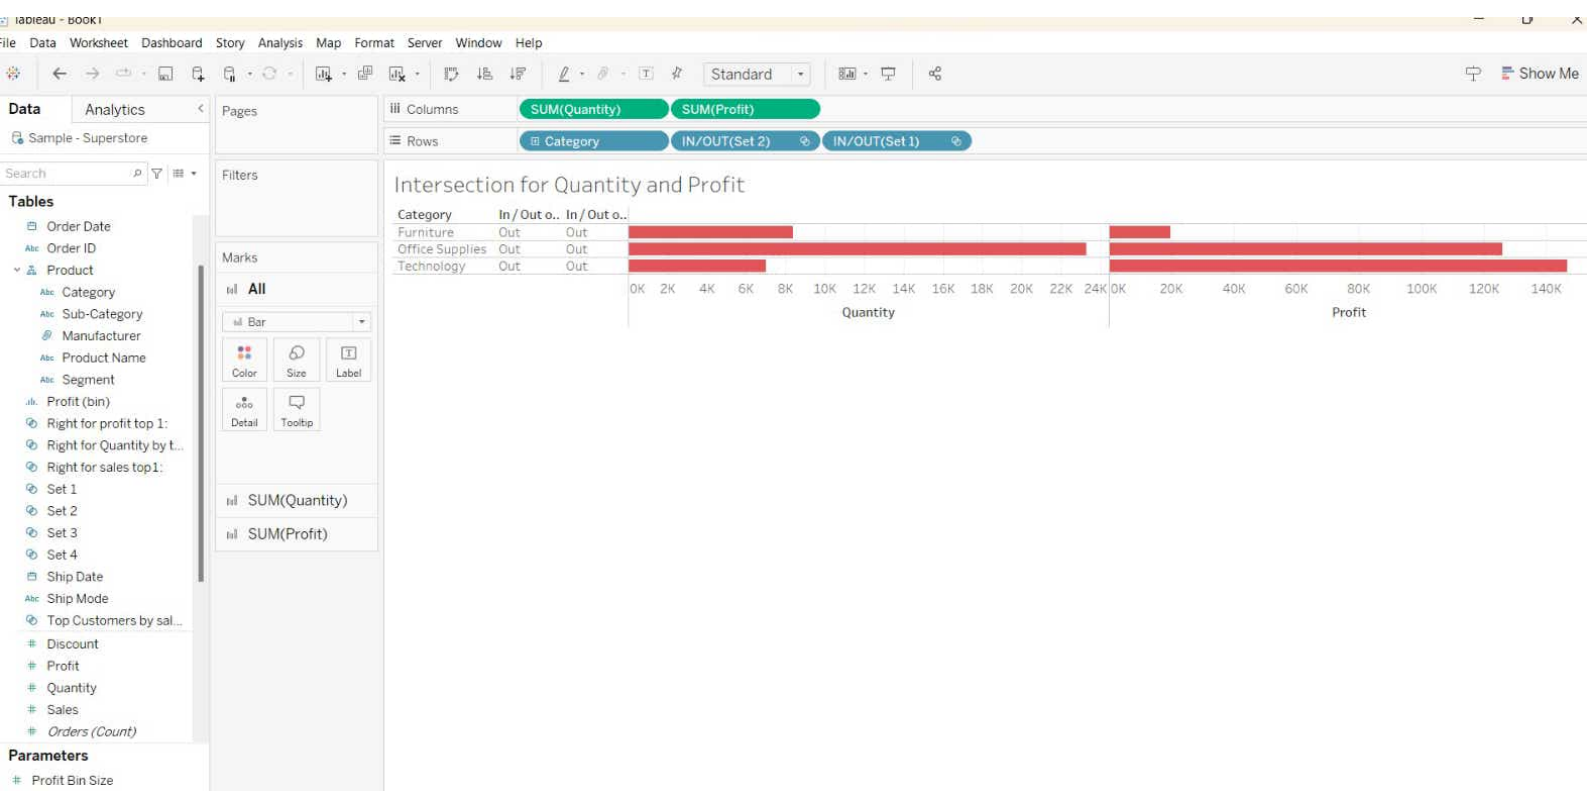 Tableau - Book1
File Data Worksheet Dashboard Story Analysis Map Format Server Window Help
Standard
Show Me
Data Analytics
Sample - Superstore
Search
Tables
Order Date
Abc Order ID
Product
Abc Category
Abc Sub-Category
Manufacturer
Abc Product Name
Abc Segment
Profit (bin)
Right for profit top 1:
Right for Quantity by t...
Right for sales top1:
Set 1
Set 2
Set 3
Set 4
Ship Date
Abc Ship Mode
Top Customers by sal...
# Discount
# Profit
# Quantity
# Sales
# Orders (Count)
Parameters
# Profit Bin Size
Pages
Filters
Marks
All
Bar
Color Size Label
Detail Tooltip
SUM(Quantity)
SUM(Profit)
Columns SUM(Quantity) SUM(Profit)
Rows Category IN/OUT(Set 2) IN/OUT(Set 1)
Intersection for Quantity and Profit
Category In / Out o.. In / Out o..
Furniture Out Out
Office Supplies Out Out
Technology Out Out
0K 2K 4K 6K 8K 10K 12K 14K 16K 18K 20K 22K 24K 0K 20K 40K 60K 80K 100K 120K 140K
Quantity Profit